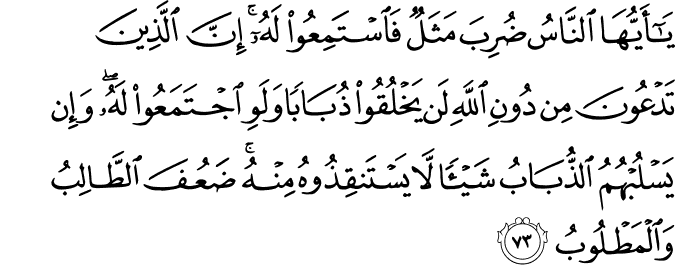 يَـٰٓأَيُّهَا ٱلنَّاسُ ضُرِبَ مَثَلٌ فَٱسْتَمِعُوا۟ لَهُۥٓ ۚ إِنَّ ٱلَّذِينَ
تَدْعُونَ مِن دُونِ ٱللَّهِ لَن يَخْلُقُوا۟ ذُبَابًا وَلَوِ ٱجْتَمَعُوا۟ لَهُۥ ۖ وَإِن
يَسْلُبْهُمُ ٱلذُّبَابُ شَيْـًٔا لَّا يَسْتَنقِذُوهُ مِنْهُ ۚ ضَعُفَ ٱلطَّالِبُ
وَٱلْمَطْلُوبُ ٧٣